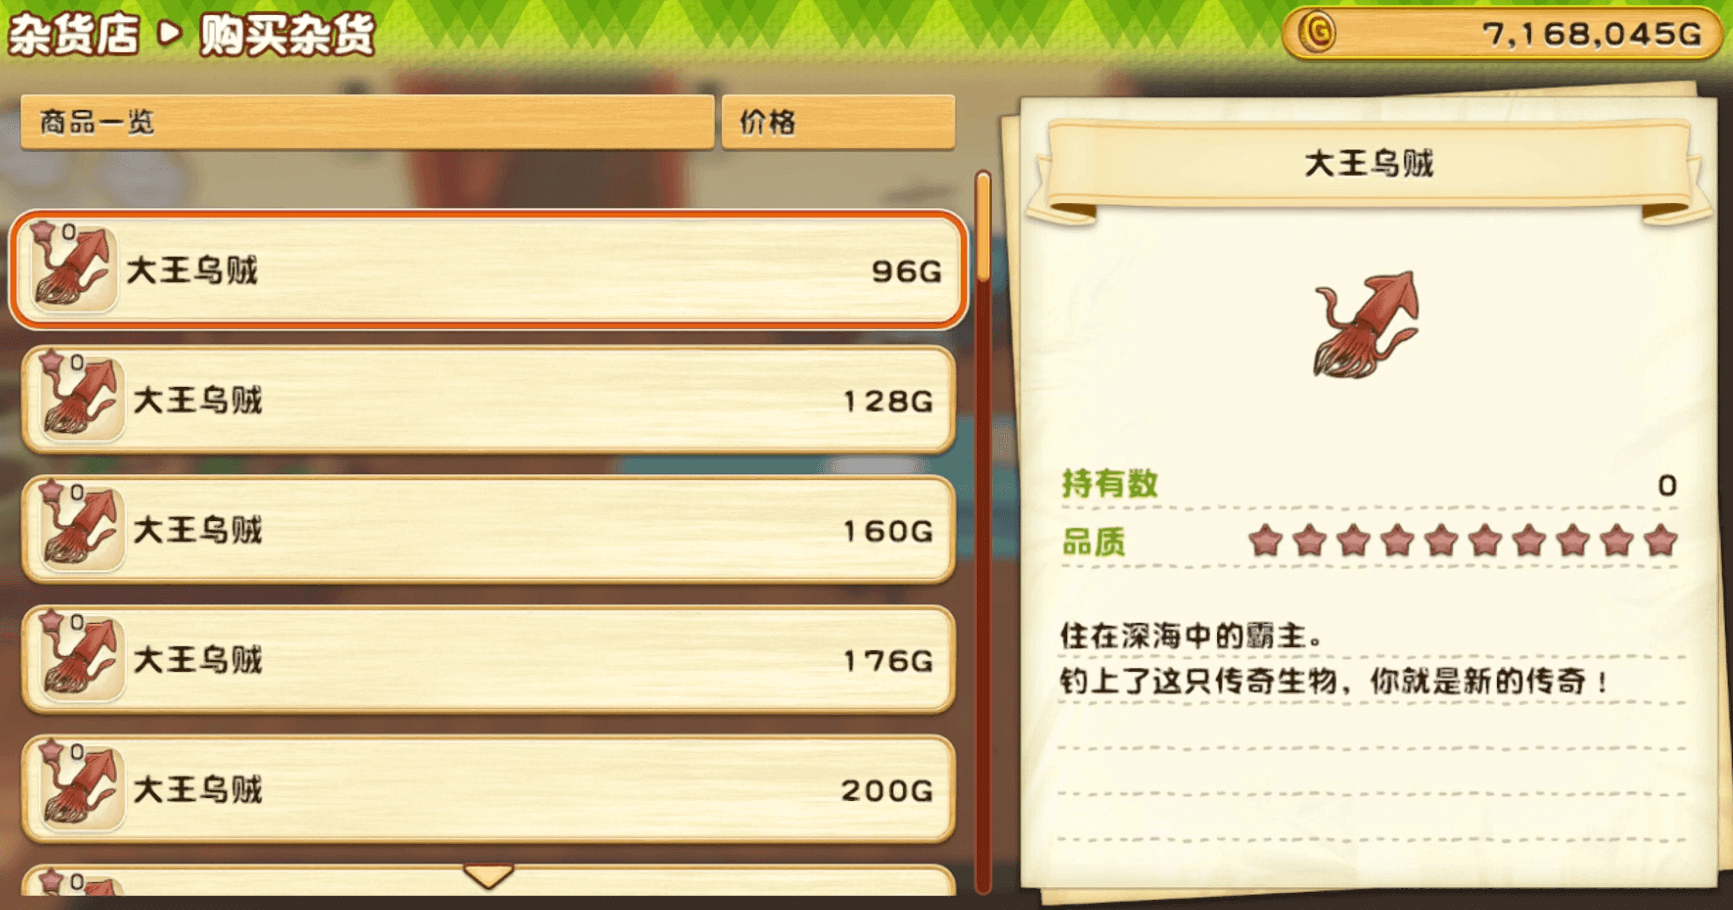 杂货店 ▶ 购买杂货
7,168,045G
商品一览
价格
0
大王乌贼
96G
0
大王乌贼
128G
0
大王乌贼
160G
0
大王乌贼
176G
0
大王乌贼
200G
0
大王乌贼
持有数
0
品质
住在深海中的霸主。
钓上了这只传奇生物，你就是新的传奇！